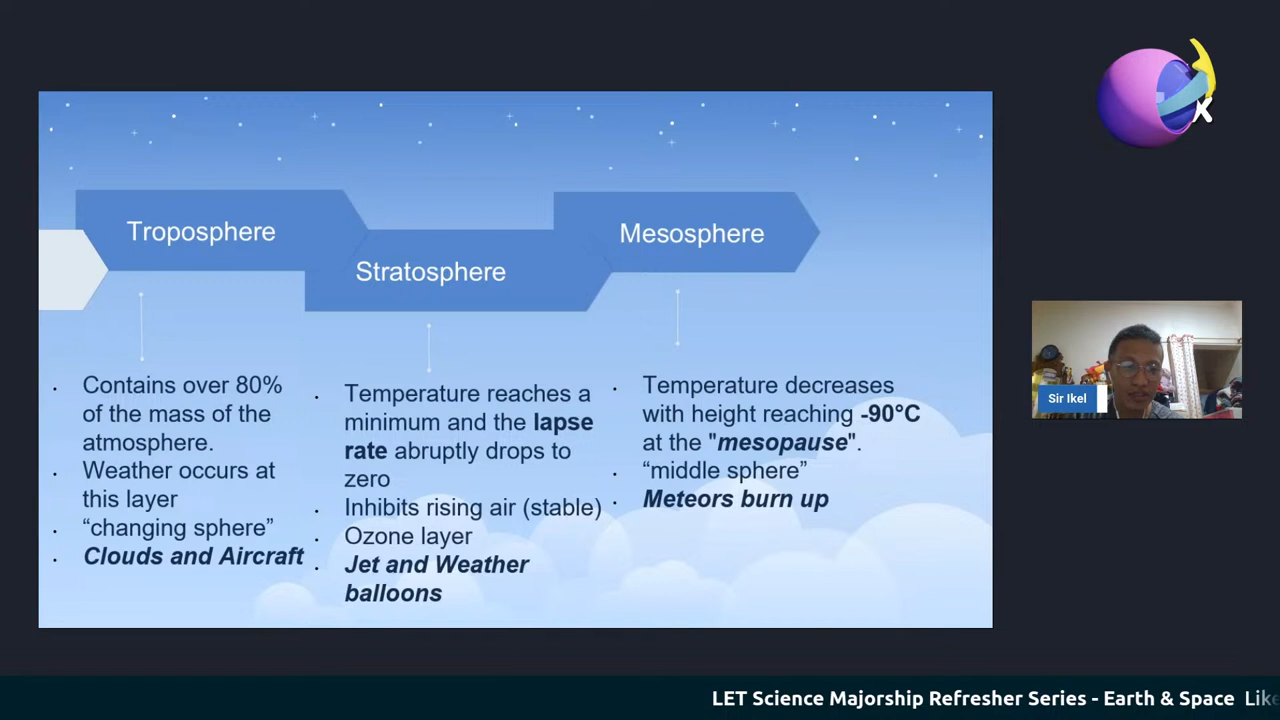 Troposphere
Stratosphere
Mesosphere
Contains over 80%
of the mass of the
atmosphere.
Weather occurs at
this layer
“changing sphere”
Clouds and Aircraft
Temperature reaches a
minimum and the lapse
rate abruptly drops to
zero
Inhibits rising air (stable)
Ozone layer
Jet and Weather
balloons
Temperature decreases
with height reaching -90°C
at the "mesopause".
“middle sphere”
Meteors burn up
x
Sir Ikel
LET Science Majorship Refresher Series - Earth & Space Like